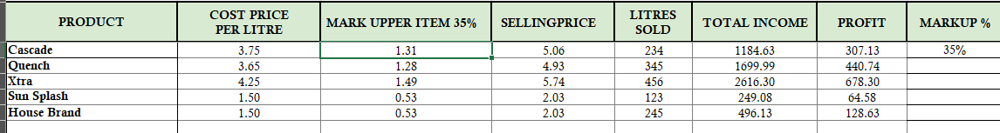 PRODUCT COST PRICE PER LITRE MARK UPPER ITEM 35% SELLINGPRICE LITRES SOLD TOTAL INCOME PROFIT MARKUP %
Cascade 3.75 1.31 5.06 234 1184.63 307.13 35%
Quench 3.65 1.28 4.93 345 1699.99 440.74
Xtra 4.25 1.49 5.74 456 2616.30 678.30
Sun Splash 1.50 0.53 2.03 123 249.08 64.58
House Brand 1.50 0.53 2.03 245 496.13 128.63